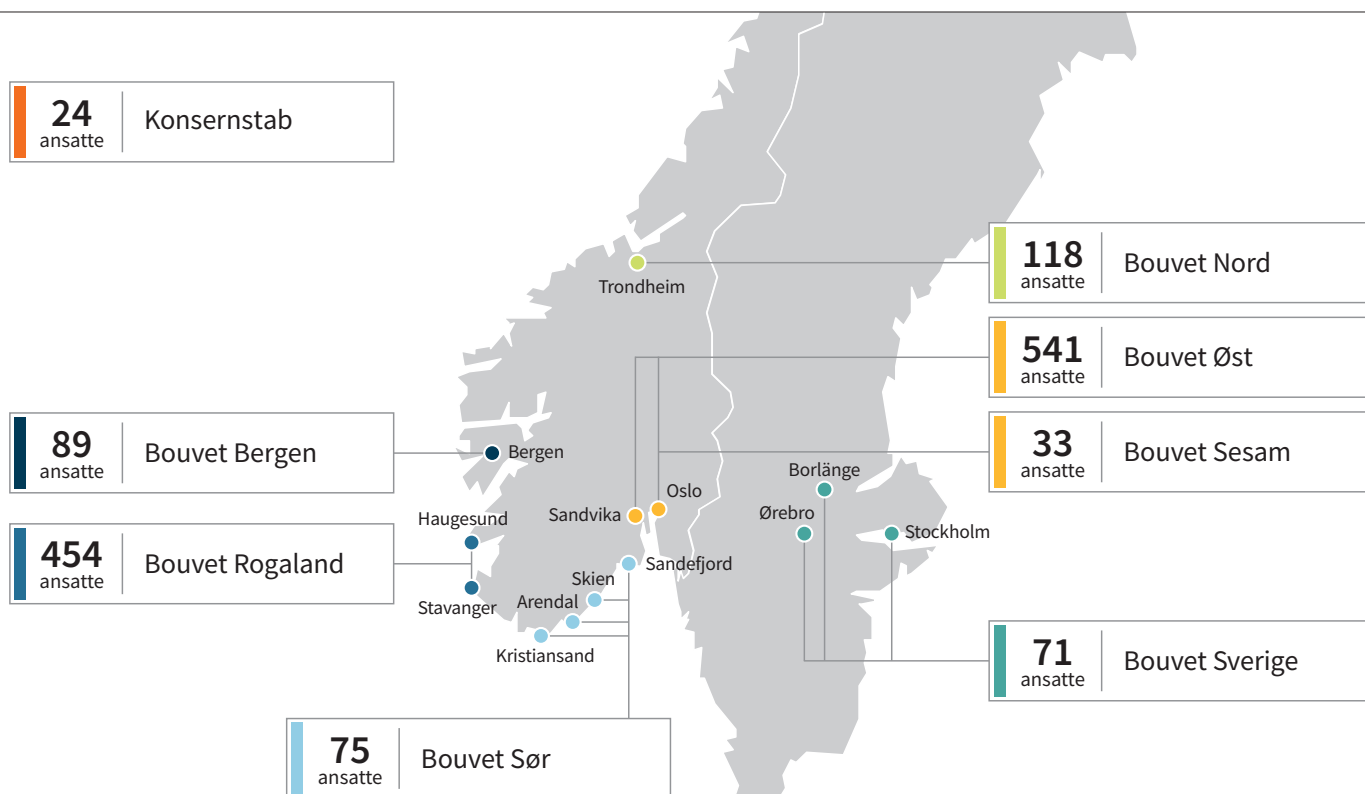 24
ansatte
Konsernstab
118
ansatte
Bouvet Nord
Trondheim
541
ansatte
Bouvet Øst
89
ansatte
Bouvet Bergen
Bergen
33
ansatte
Bouvet Sesam
Borlänge
Oslo
Sandvika
Ørebro
Stockholm
Haugesund
454
ansatte
Bouvet Rogaland
Sandefjord
Skien
Arendal
Stavanger
Kristiansand
71
ansatte
Bouvet Sverige
75
ansatte
Bouvet Sør